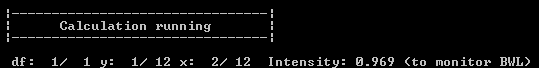 |--------------------------------|
|       Calculation running      |
|--------------------------------|
df:  1/  1 y:  1/ 12 x:  2/ 12  Intensity: 0.969 (to monitor BWL)